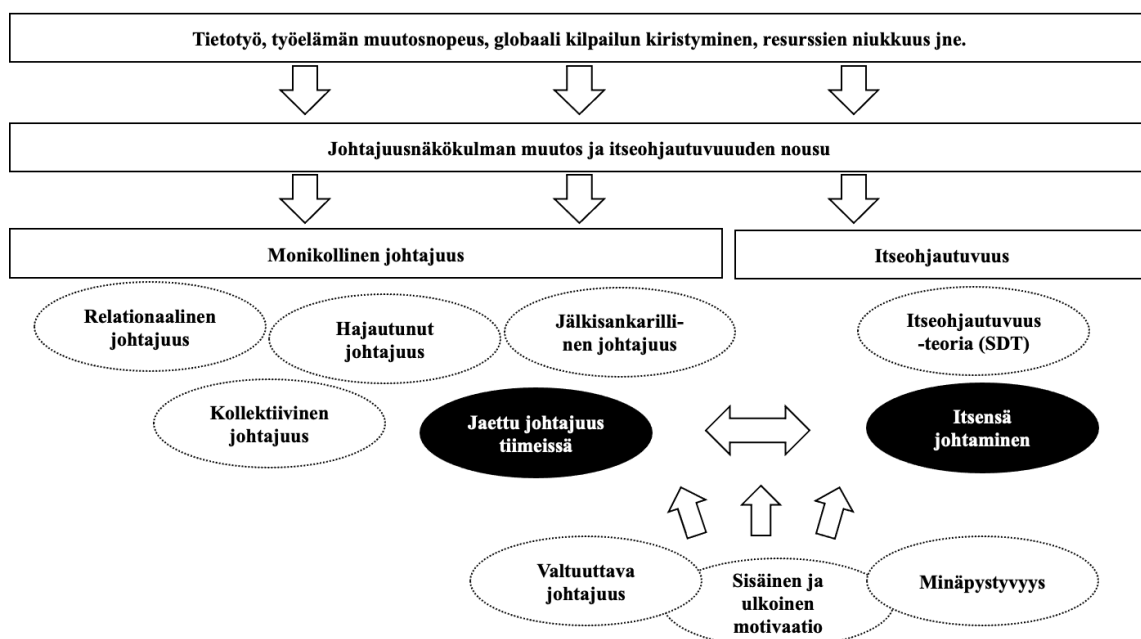 Tietotyö, työelämän muutosnopeus, globaali kilpailun kiristyminen, resurssien niukkuus jne.
Johtajuusnäkökulman muutos ja itseohjautuvuuuden nousu
Monikollinen johtajuus
Itseohjautuvuus
Relationaalinen
johtajuus
Hajautunut
johtajuus
Jälkisankarilli-
nen johtajuus
Itseohjautuvuus
-teoria (SDT)
Kollektiivinen
johtajuus
Jaettu johtajuus
tiimeissä
Itsensä
johtaminen
Valtuuttava
johtajuus
Sisäinen ja
ulkoinen
motivaatio
Minäpystyvyys